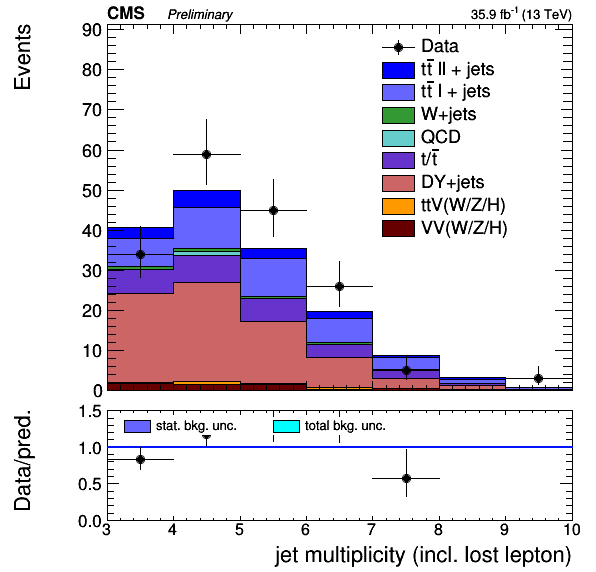 CMS Preliminary 35.9 fb⁻¹ (13 TeV)
Events
90
80
70
60
50
40
30
20
10
0
Data
tt̄ ll + jets
tt̄ l + jets
W+jets
QCD
t/t̄
DY+jets
ttV(W/Z/H)
VV(W/Z/H)
Data/pred.
1.5
1.0
0.5
0.0
stat. bkg. unc. total bkg. unc.
3 4 5 6 7 8 9 10
jet multiplicity (incl. lost lepton)